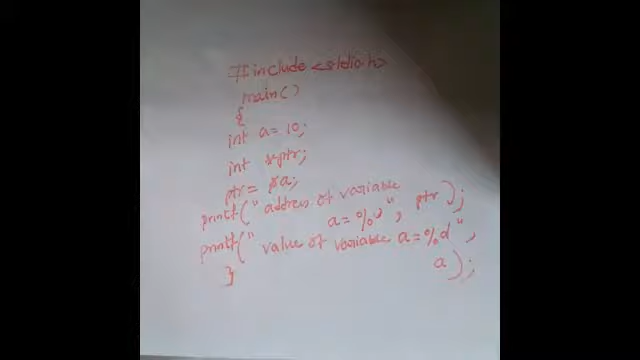 #include <stdio.h>
main()
{
int a=10;
int *ptr;
ptr= &a;
printf(" address of variable
a=%u", ptr);
printf(" value of variable a=%d",
a);
}